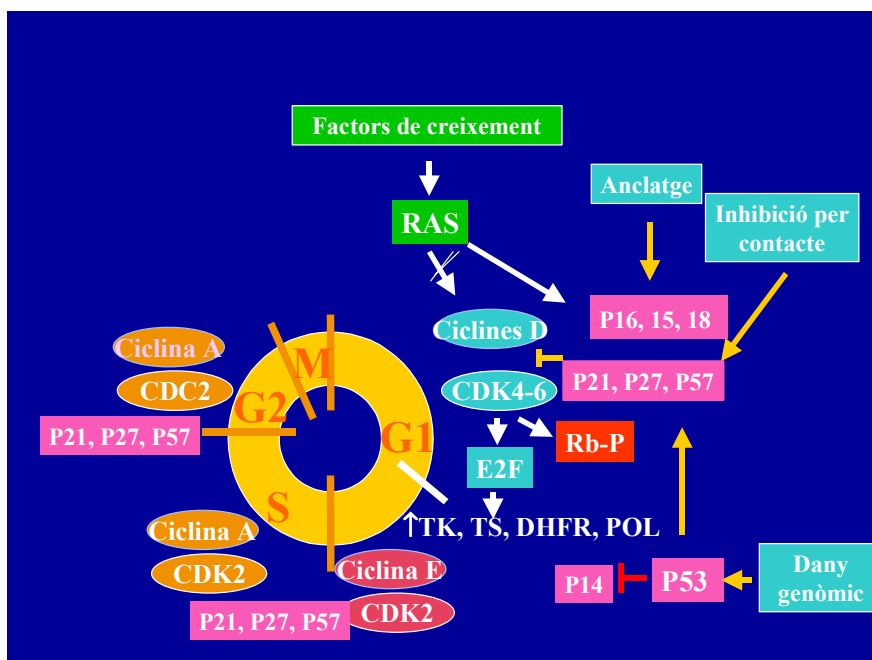 Factors de creixement
Anclatge
RAS
Inhibició per
contacte
P16, 15, 18
Ciclines D
Ciclina A
M
P21, P27, P57
CDC2
CDK4-6
G2
P21, P27, P57
G1
Rb-P
E2F
S
↑TK, TS, DHFR, POL
Ciclina A
CDK2
Ciclina E
P14
P53
Dany
genòmic
P21, P27, P57
CDK2